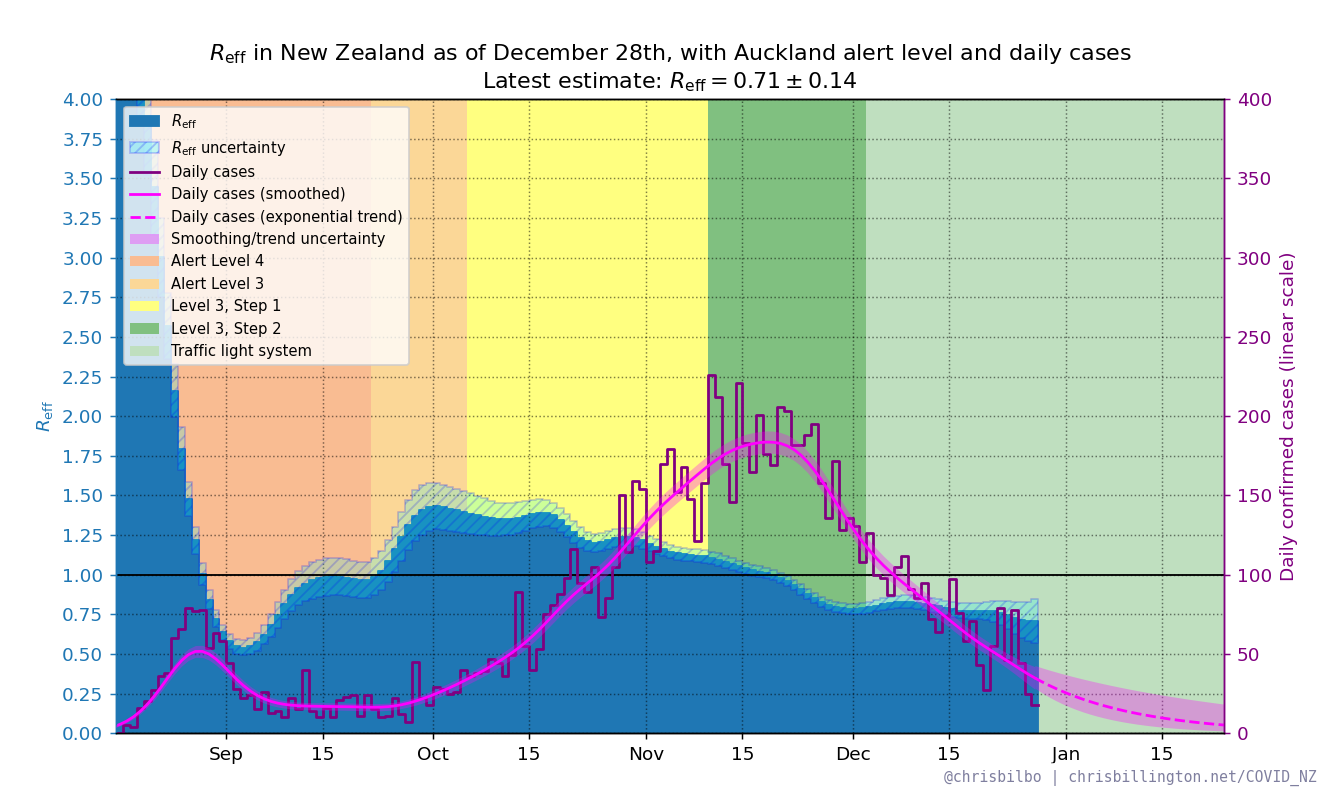 R_eff in New Zealand as of December 28th, with Auckland alert level and daily cases
Latest estimate: R_eff = 0.71 ± 0.14
4.00
3.75
3.50
3.25
3.00
2.75
2.50
2.25
2.00
1.75
1.50
1.25
1.00
0.75
0.50
0.25
0.00
R_eff
R_eff
R_eff uncertainty
Daily cases
Daily cases (smoothed)
Daily cases (exponential trend)
Smoothing/trend uncertainty
Alert Level 4
Alert Level 3
Level 3, Step 1
Level 3, Step 2
Traffic light system
400
350
300
250
200
150
100
50
0
Daily confirmed cases (linear scale)
Sep 15 Oct 15 Nov 15 Dec 15 Jan 15
@chrisbilbo | chrisbillington.net/COVID_NZ